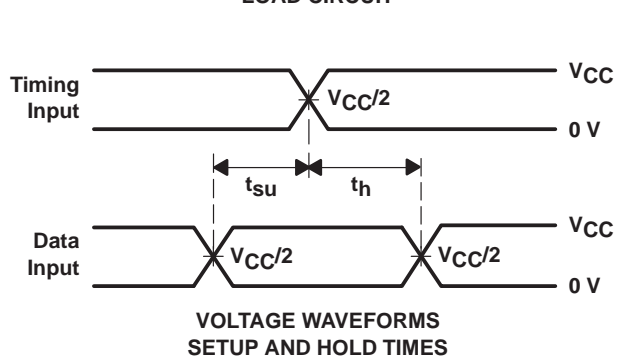 LOAD CIRCUIT
Timing
Input
VCC
VCC/2
0 V
tsu
th
Data
Input
VCC
VCC/2
VCC/2
0 V
VOLTAGE WAVEFORMS
SETUP AND HOLD TIMES